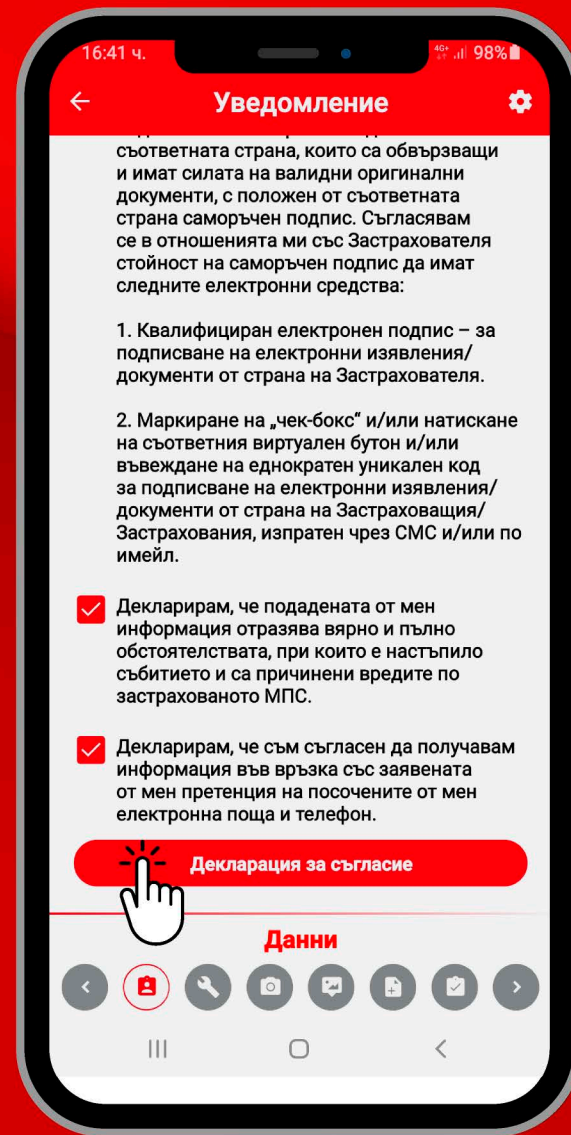 16:41 ч.
4G+ 98%
Уведомление
съответната страна, които са обвързващи
и имат силата на валидни оригинални
документи, с положен от съответната
страна саморъчен подпис. Съгласявам
се в отношенията ми със Застрахователя
стойност на саморъчен подпис да имат
следните електронни средства:
1. Квалифициран електронен подпис – за
подписване на електронни изявления/
документи от страна на Застрахователя.
2. Маркиране на „чек-бокс“ и/или натискане
на съответния виртуален бутон и/или
въвеждане на еднократен уникален код
за подписване на електронни изявления/
документи от страна на Застраховащия/
Застрахования, изпратен чрез СМС и/или по
имейл.
Декларирам, че подадената от мен
информация отразява вярно и пълно
обстоятелствата, при които е настъпило
събитието и са причинени вредите по
застрахованото МПС.
Декларирам, че съм съгласен да получавам
информация във връзка със заявената
от мен претенция на посочените от мен
електронна поща и телефон.
Декларация за съгласие
Данни